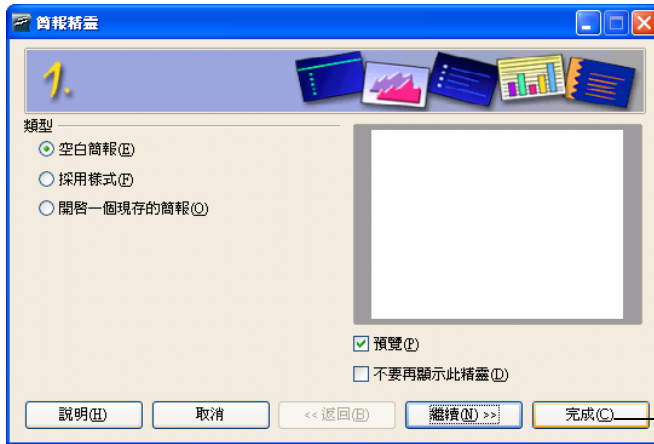 簡報精靈
1.
類型
空白簡報(E)
採用樣式(F)
開啓一個現存的簡報(O)
預覽(P)
不要再顯示此精靈(D)
說明(H) 取消 << 返回(B) 繼續(N) >> 完成(C)